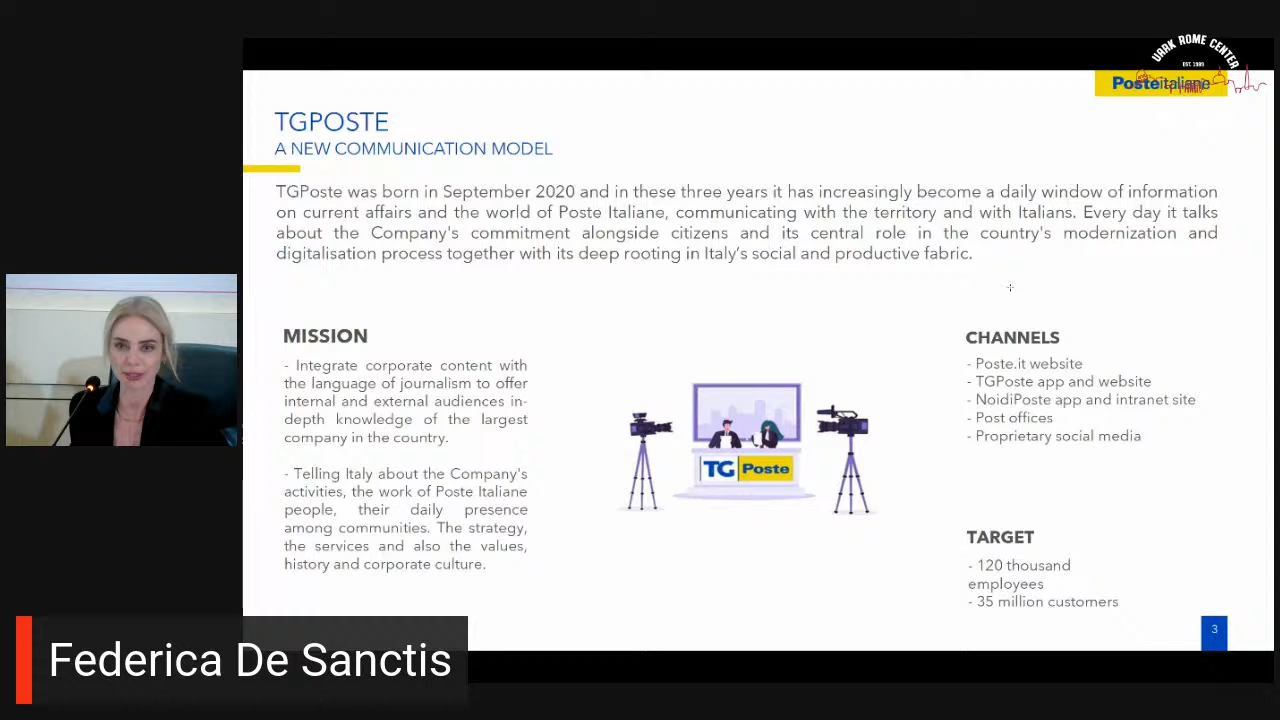 UARK ROME CENTER
EST. 1989
Posteitaliane
TGPOSTE
A NEW COMMUNICATION MODEL
TGPoste was born in September 2020 and in these three years it has increasingly become a daily window of information
on current affairs and the world of Poste Italiane, communicating with the territory and with Italians. Every day it talks
about the Company's commitment alongside citizens and its central role in the country's modernization and
digitalisation process together with its deep rooting in Italy's social and productive fabric.
MISSION
- Integrate corporate content with
the language of journalism to offer
internal and external audiences in-
depth knowledge of the largest
company in the country.
- Telling Italy about the Company's
activities, the work of Poste Italiane
people, their daily presence
among communities. The strategy,
the services and also the values,
history and corporate culture.
TG Poste
CHANNELS
- Poste.it website
- TGPoste app and website
- NoidiPoste app and intranet site
- Post offices
- Proprietary social media
TARGET
- 120 thousand
employees
- 35 million customers
3
Federica De Sanctis